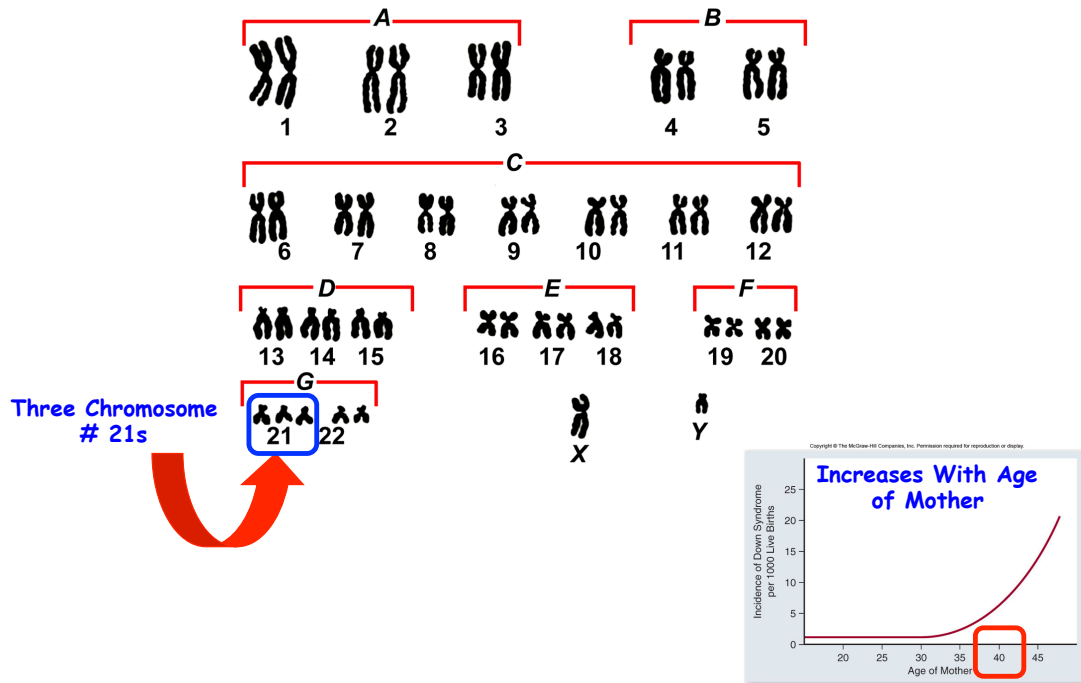 A
B
1
2
3
4
5
C
6
7
8
9
10
11
12
D
E
F
13
14
15
16
17
18
19
20
G
Three Chromosome
# 21s
21
22
X
Y
Copyright © The McGraw-Hill Companies, Inc. Permission required for reproduction or display.
Increases With Age
of Mother
Incidence of Down Syndrome
per 1000 Live Births
25
20
15
10
5
0
20
25
30
35
40
45
Age of Mother